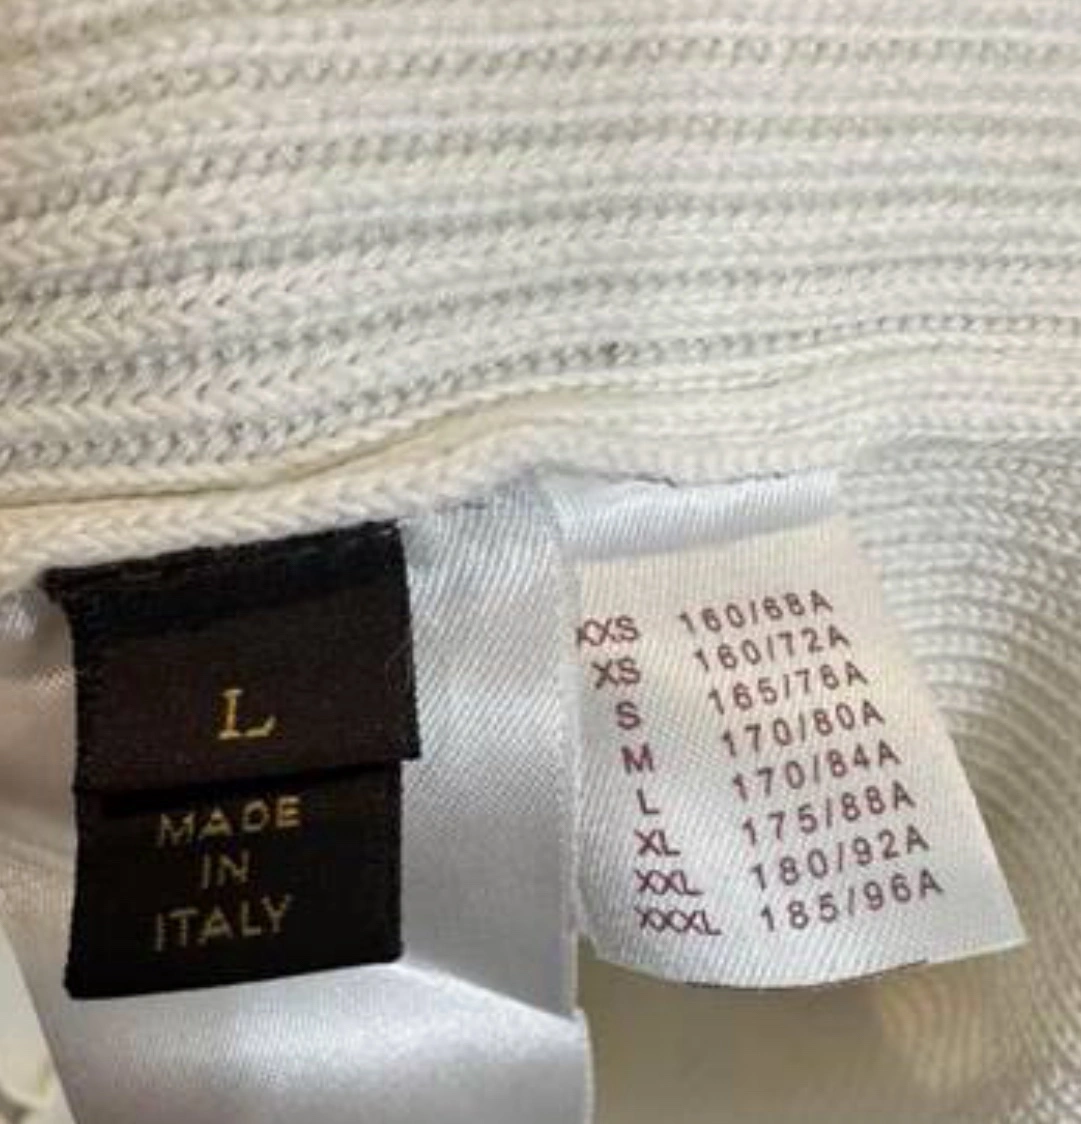 L
MADE
IN
ITALY
XXS 160/68A
XS 160/72A
S 165/76A
M 170/80A
L 170/84A
XL 175/88A
XXL 180/92A
XXXL 185/96A